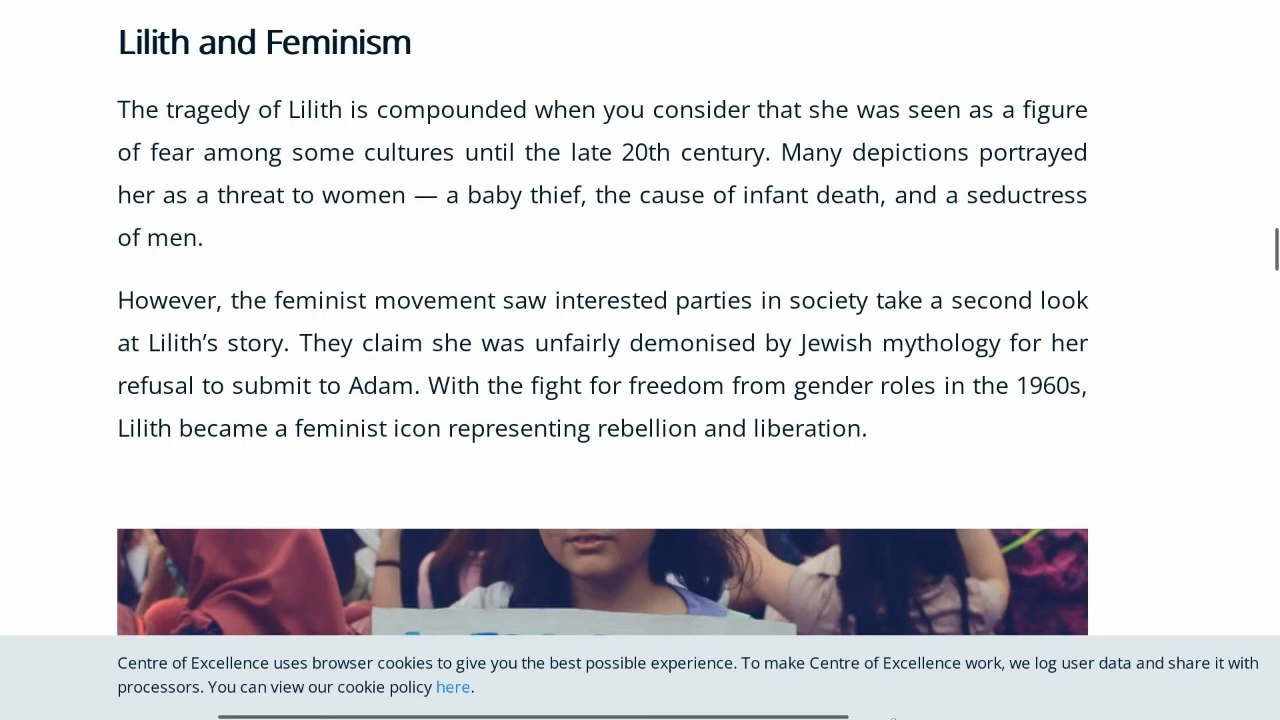 Lilith and Feminism
The tragedy of Lilith is compounded when you consider that she was seen as a figure
of fear among some cultures until the late 20th century. Many depictions portrayed
her as a threat to women — a baby thief, the cause of infant death, and a seductress
of men.
However, the feminist movement saw interested parties in society take a second look
at Lilith’s story. They claim she was unfairly demonised by Jewish mythology for her
refusal to submit to Adam. With the fight for freedom from gender roles in the 1960s,
Lilith became a feminist icon representing rebellion and liberation.
Centre of Excellence uses browser cookies to give you the best possible experience. To make Centre of Excellence work, we log user data and share it with
processors. You can view our cookie policy here.